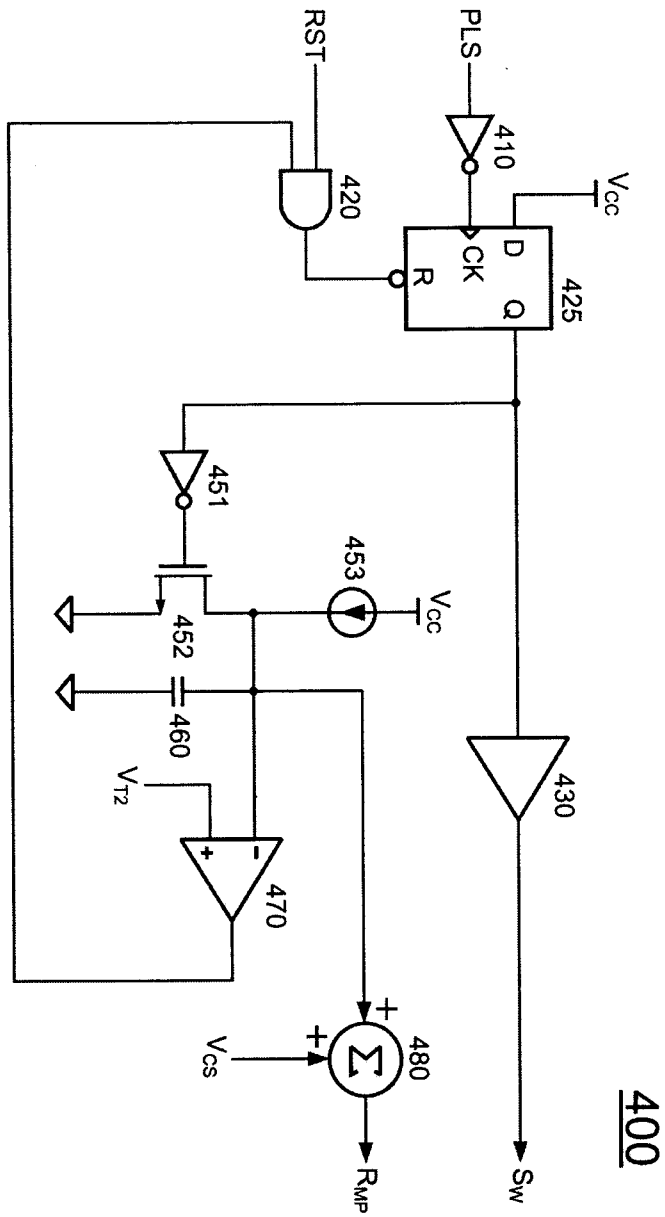 400
PLS
410
V_CC
D
CK
Q
R
425
RST
420
430
S_W
451
452
453
V_CC
460
V_T2
+
−
470
+
+
Σ
480
V_CS
R_MP